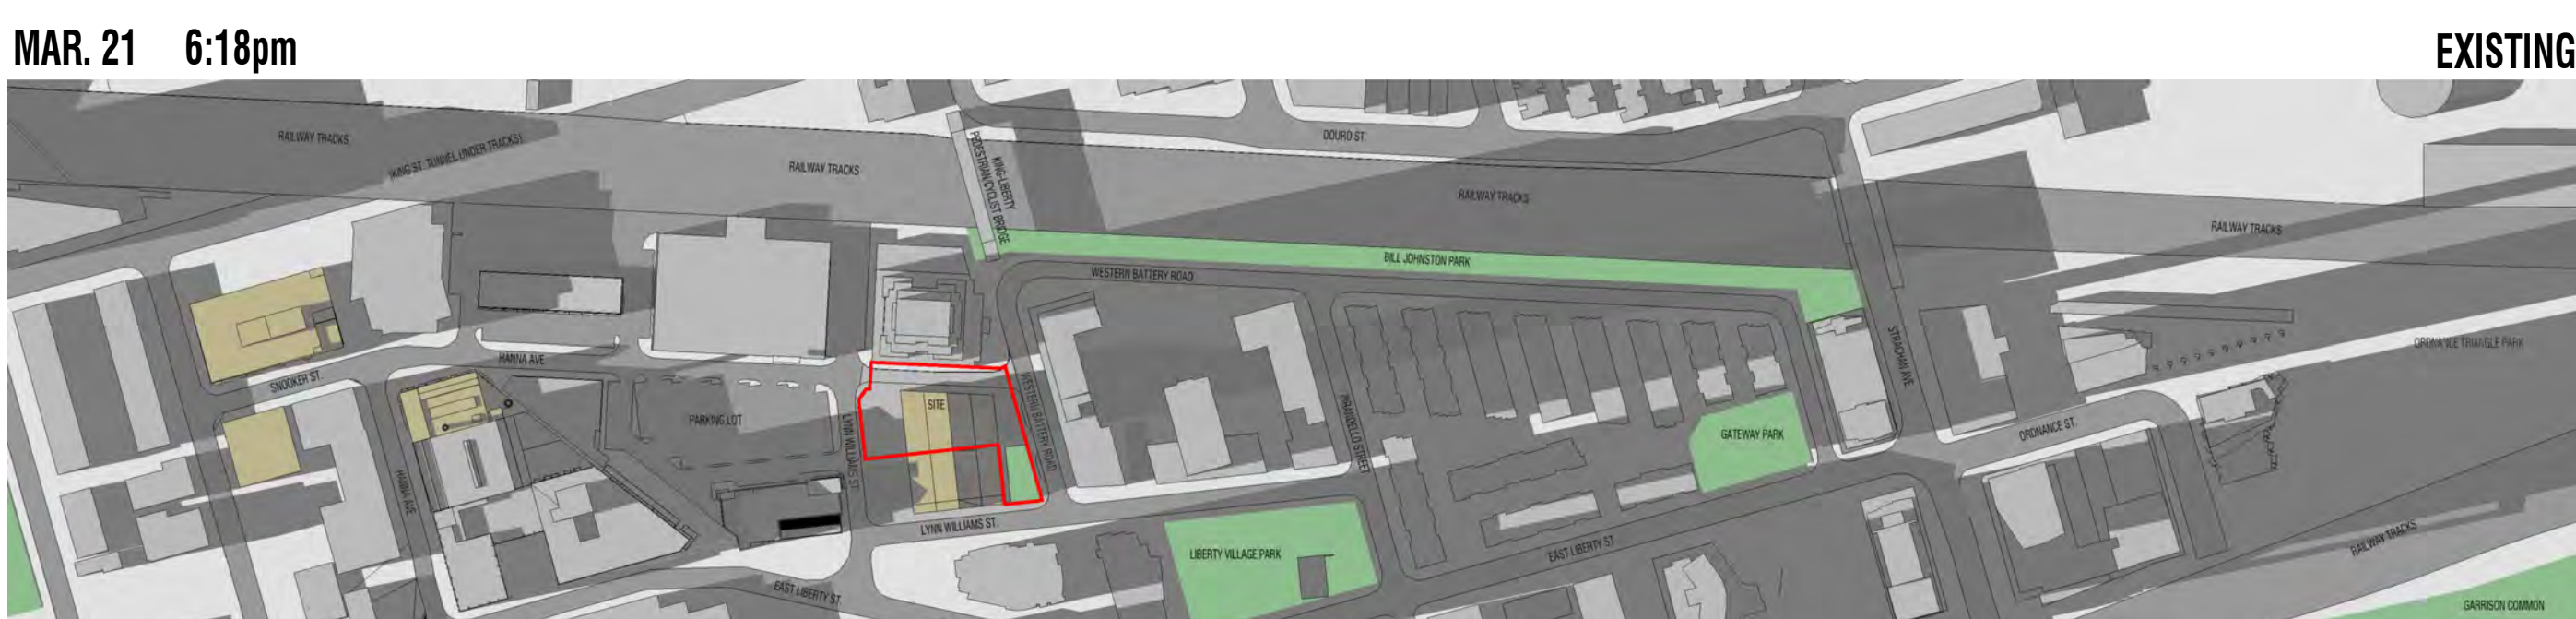 MAR. 21 6:18pm
EXISTING
RAILWAY TRACKS
KING ST. TUNNEL UNDER TRACKS
RAILWAY TRACKS
KING-LIBERTY
PEDESTRIAN/CYCLIST BRIDGE
DOURO ST.
RAILWAY TRACKS
RAILWAY TRACKS
BILL JOHNSTON PARK
WESTERN BATTERY ROAD
STRACHAN AVE
ORDNANCE TRIANGLE PARK
HANNA AVE
SNOOKER ST.
SITE
PARKING LOT
LYNN WILLIAMS ST.
WESTERN BATTERY ROAD
PIRANDELLO STREET
GATEWAY PARK
ORDNANCE ST.
HANNA AVE
LYNN WILLIAMS ST.
LIBERTY VILLAGE PARK
EAST LIBERTY ST.
RAILWAY TRACKS
EAST LIBERTY ST.
GARRISON COMMON